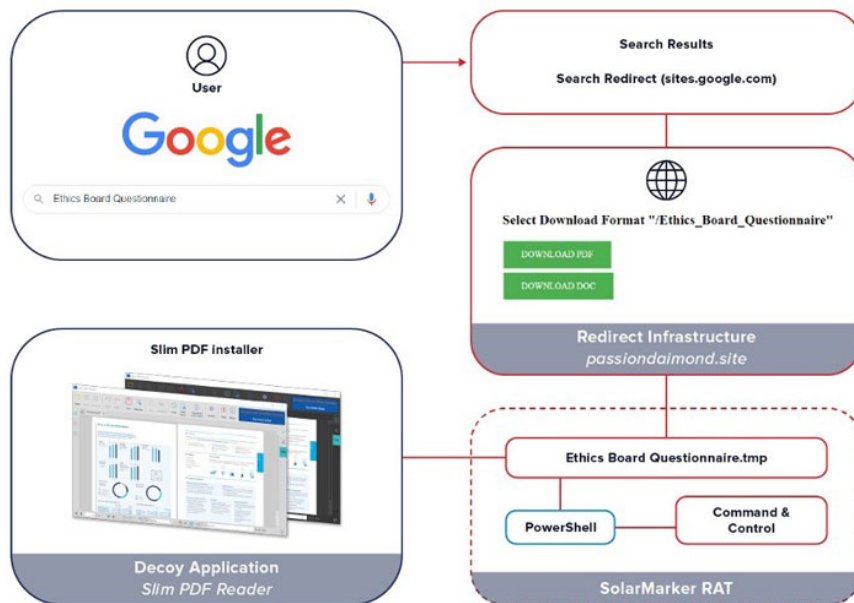 User
Google
Ethics Board Questionnaire
Search Results
Search Redirect (sites.google.com)
Select Download Format "/Ethics_Board_Questionnaire"
DOWNLOAD PDF
DOWNLOAD DOC
Redirect Infrastructure
passiondaimond.site
Slim PDF installer
Decoy Application
Slim PDF Reader
Ethics Board Questionnaire.tmp
PowerShell
Command &
Control
SolarMarker RAT